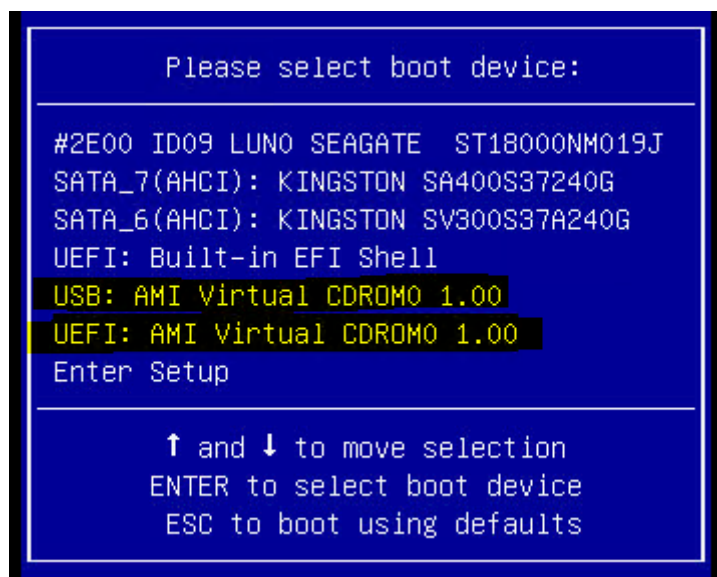 Please select boot device:
#2E00 ID09 LUN0 SEAGATE ST18000NM019J
SATA_7(AHCI): KINGSTON SA400S37240G
SATA_6(AHCI): KINGSTON SV300S37A240G
UEFI: Built-in EFI Shell
USB: AMI Virtual CDROM0 1.00
UEFI: AMI Virtual CDROM0 1.00
Enter Setup
↑ and ↓ to move selection
ENTER to select boot device
ESC to boot using defaults